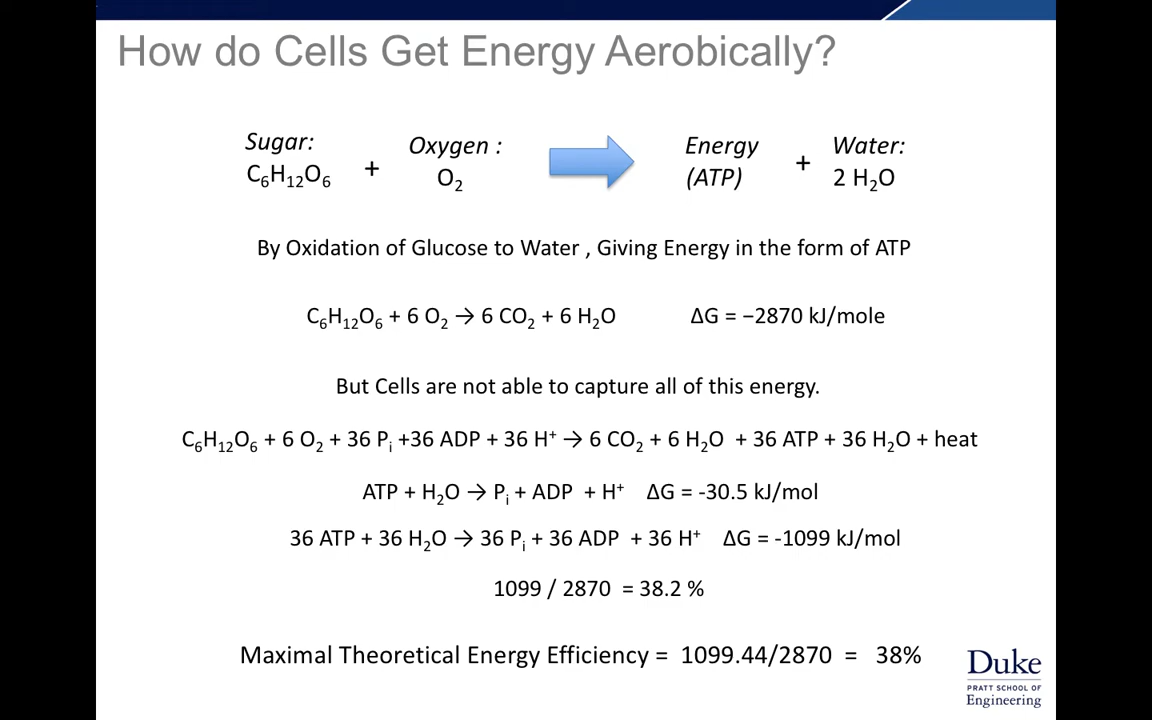 How do Cells Get Energy Aerobically?
Sugar: Oxygen : Energy Water:
C₆H₁₂O₆ + O₂ (ATP) + 2 H₂O
By Oxidation of Glucose to Water , Giving Energy in the form of ATP
C₆H₁₂O₆ + 6 O₂ → 6 CO₂ + 6 H₂O ΔG = −2870 kJ/mole
But Cells are not able to capture all of this energy.
C₆H₁₂O₆ + 6 O₂ + 36 Pᵢ +36 ADP + 36 H⁺ → 6 CO₂ + 6 H₂O + 36 ATP + 36 H₂O + heat
ATP + H₂O → Pᵢ + ADP + H⁺ ΔG = -30.5 kJ/mol
36 ATP + 36 H₂O → 36 Pᵢ + 36 ADP + 36 H⁺ ΔG = -1099 kJ/mol
1099 / 2870 = 38.2 %
Maximal Theoretical Energy Efficiency = 1099.44/2870 = 38%
Duke
PRATT SCHOOL OF
Engineering